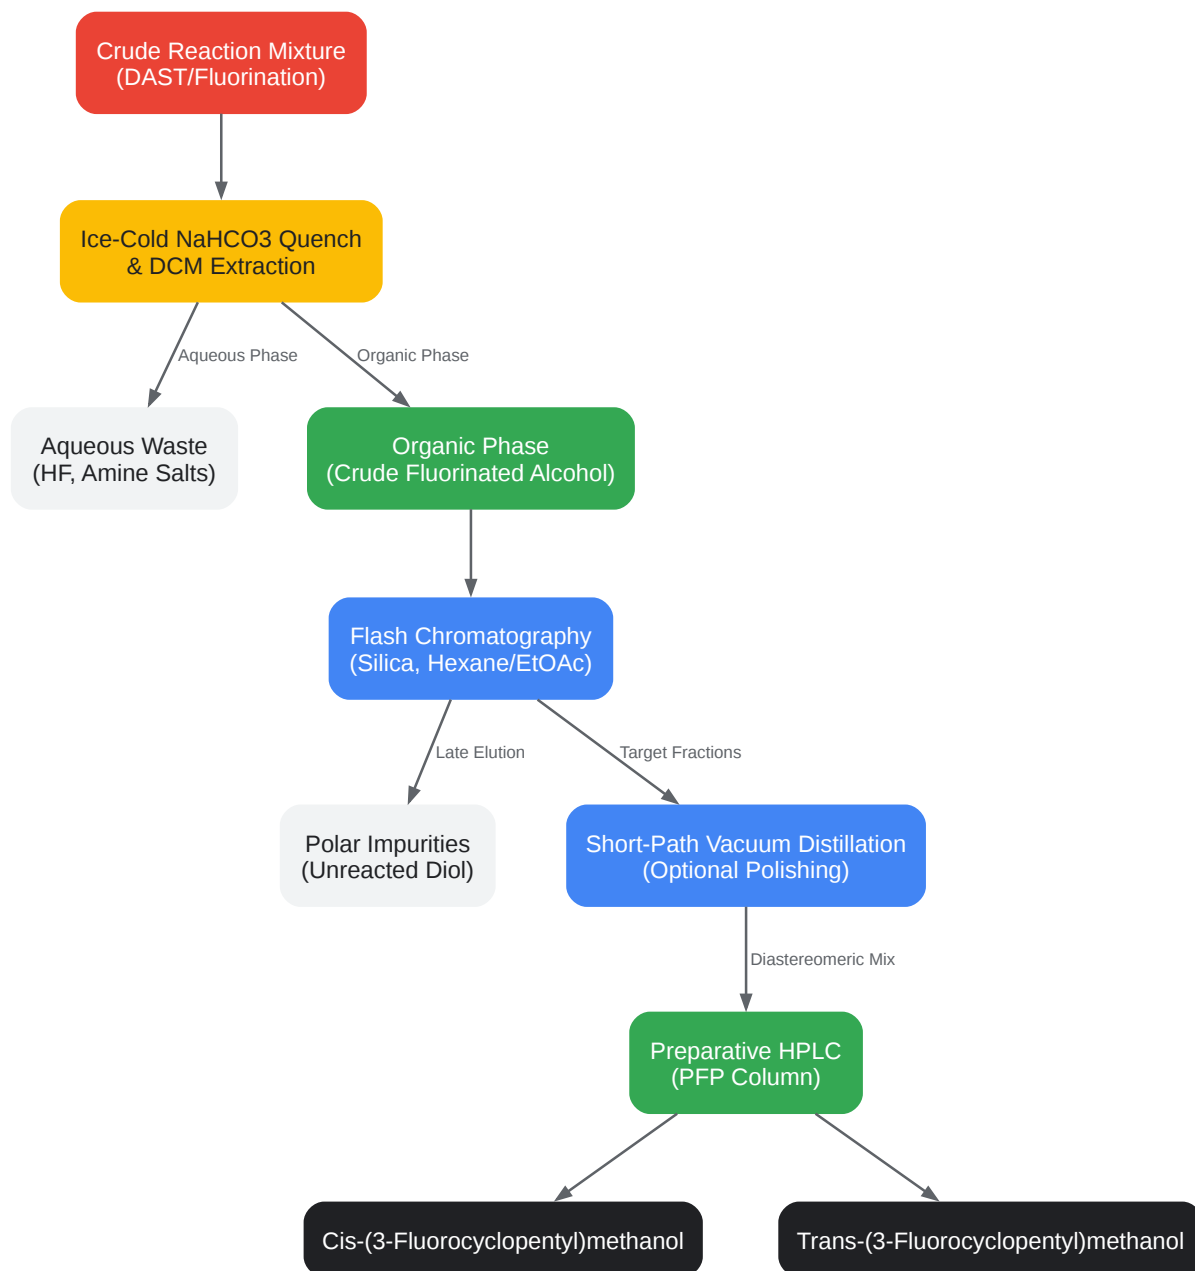 Crude Reaction Mixture
(DAST/Fluorination)
Ice-Cold NaHCO3 Quench
& DCM Extraction
Aqueous Phase
Organic Phase
Aqueous Waste
(HF, Amine Salts)
Organic Phase
(Crude Fluorinated Alcohol)
Flash Chromatography
(Silica, Hexane/EtOAc)
Late Elution
Target Fractions
Polar Impurities
(Unreacted Diol)
Short-Path Vacuum Distillation
(Optional Polishing)
Diastereomeric Mix
Preparative HPLC
(PFP Column)
Cis-(3-Fluorocyclopentyl)methanol
Trans-(3-Fluorocyclopentyl)methanol